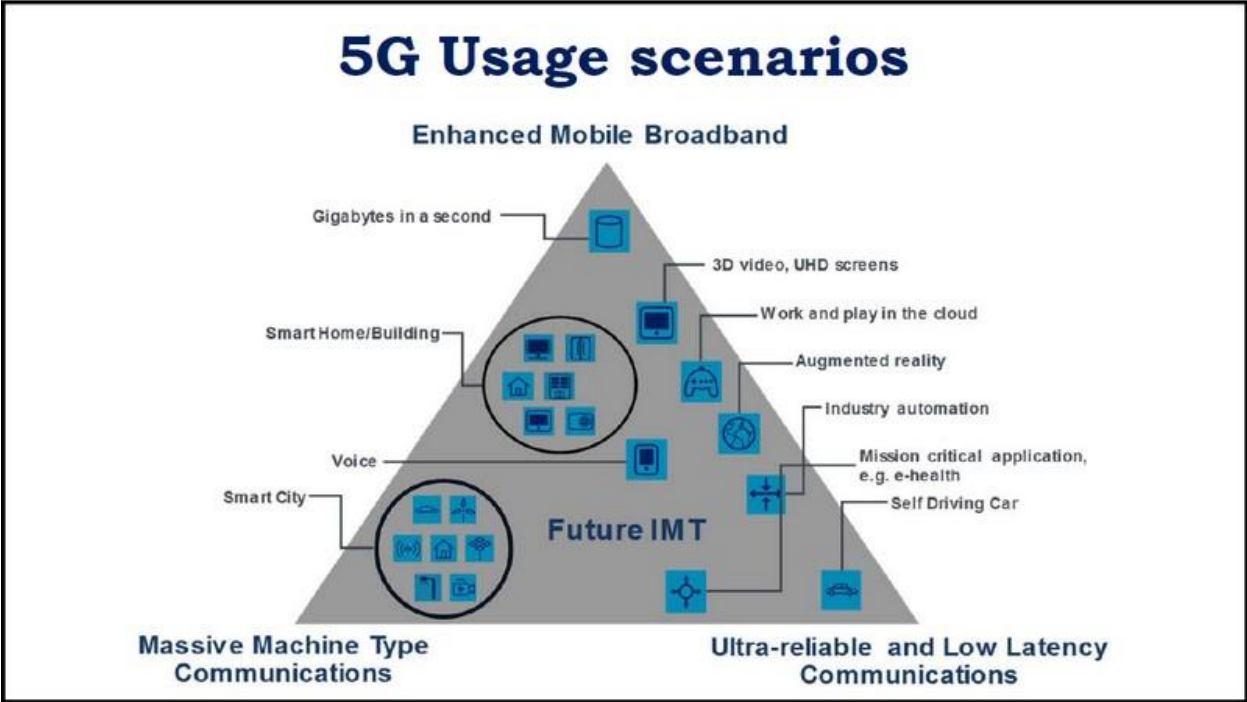 5G Usage scenarios
Enhanced Mobile Broadband
Gigabytes in a second
3D video, UHD screens
Work and play in the cloud
Smart Home/Building
Augmented reality
Industry automation
Voice
Mission critical application,
e.g. e-health
Smart City
Self Driving Car
Future IMT
Massive Machine Type
Communications
Ultra-reliable and Low Latency
Communications